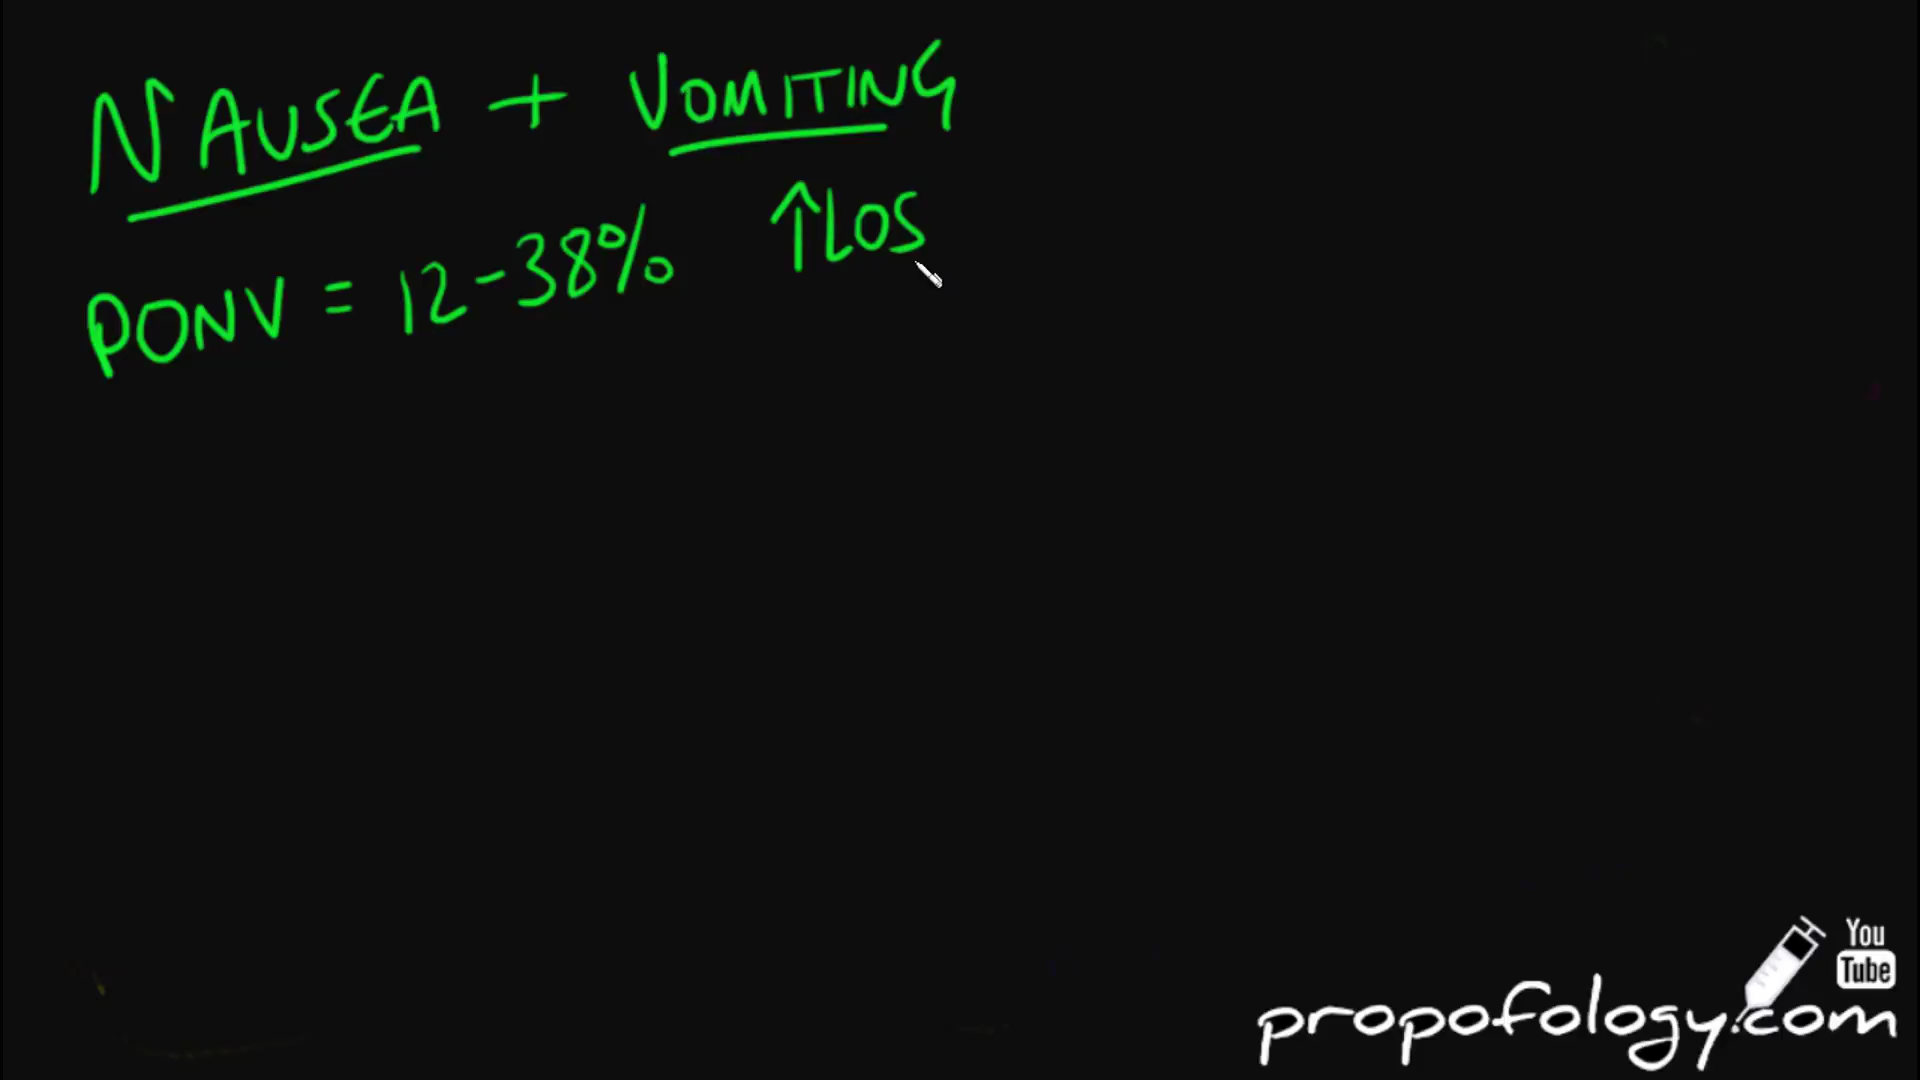 NAUSEA + VOMITING
PONV = 12-38% ↑LOS
You
Tube
propofology.com